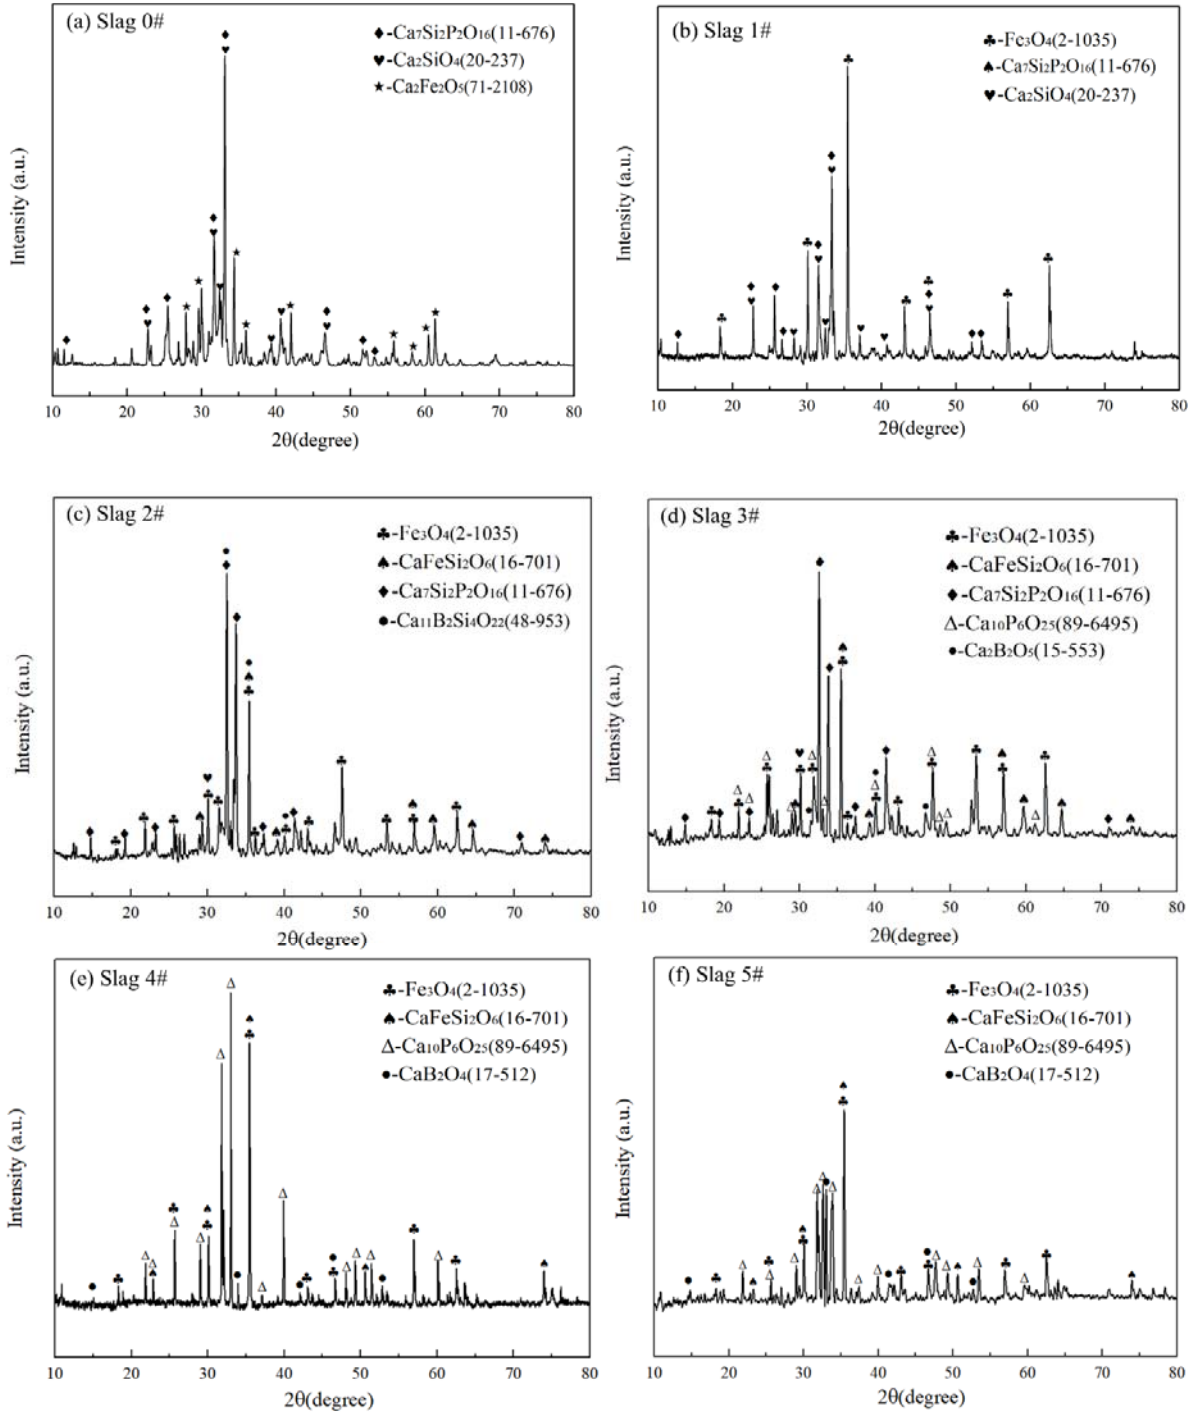 (a) Slag 0#
♦-Ca₇Si₂P₂O₁₆(11-676)
♥-Ca₂SiO₄(20-237)
★-Ca₂Fe₂O₅(71-2108)
Intensity (a.u.)
10 20 30 40 50 60 70 80
2θ(degree)
(b) Slag 1#
♣-Fe₃O₄(2-1035)
♠-Ca₇Si₂P₂O₁₆(11-676)
♥-Ca₂SiO₄(20-237)
Intensity (a.u.)
10 20 30 40 50 60 70 80
2θ(degree)
(c) Slag 2#
♣-Fe₃O₄(2-1035)
♠-CaFeSi₂O₆(16-701)
♦-Ca₇Si₂P₂O₁₆(11-676)
●-Ca₁₁B₂Si₄O₂₂(48-953)
Intensity (a.u.)
10 20 30 40 50 60 70 80
2θ(degree)
(d) Slag 3#
♣-Fe₃O₄(2-1035)
♠-CaFeSi₂O₆(16-701)
♦-Ca₇Si₂P₂O₁₆(11-676)
Δ-Ca₁₀P₆O₂₅(89-6495)
●-Ca₂B₂O₅(15-553)
Intensity (a.u.)
10 20 30 40 50 60 70 80
2θ(degree)
(e) Slag 4#
♣-Fe₃O₄(2-1035)
♠-CaFeSi₂O₆(16-701)
Δ-Ca₁₀P₆O₂₅(89-6495)
●-CaB₂O₄(17-512)
Intensity (a.u.)
10 20 30 40 50 60 70 80
2θ(degree)
(f) Slag 5#
♣-Fe₃O₄(2-1035)
♠-CaFeSi₂O₆(16-701)
Δ-Ca₁₀P₆O₂₅(89-6495)
●-CaB₂O₄(17-512)
Intensity (a.u.)
10 20 30 40 50 60 70 80
2θ(degree)